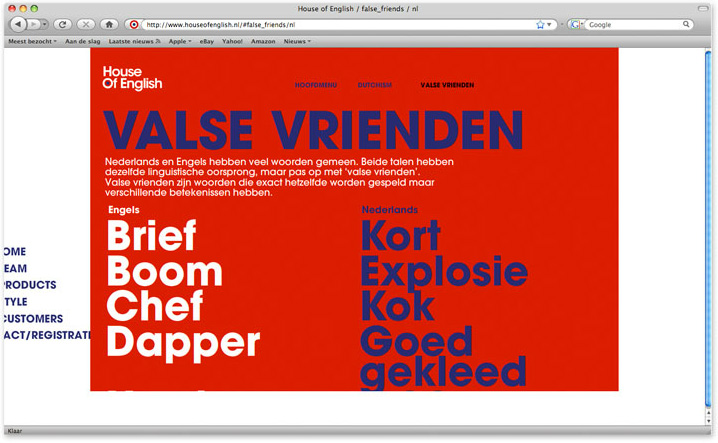 House of English / false_friends / nl
http://www.houseofenglish.nl/#false_friends/nl
Google
Meest bezocht Aan de slag Laatste nieuws Apple eBay Yahoo! Amazon Nieuws
House
Of English
HOOFDMENU DUTCHISM VALSE VRIENDEN
VALSE VRIENDEN
Nederlands en Engels hebben veel woorden gemeen. Beide talen hebben
dezelfde linguistische oorsprong, maar pas op met ‘valse vrienden’.
Valse vrienden zijn woorden die exact hetzelfde worden gespeld maar
verschillende betekenissen hebben.
Engels Nederlands
Brief Kort
Boom Explosie
Chef Kok
Dapper Goed
gekleed
OME
EAM
PRODUCTS
TYLE
CUSTOMERS
ACT/REGISTRATI
Klaar